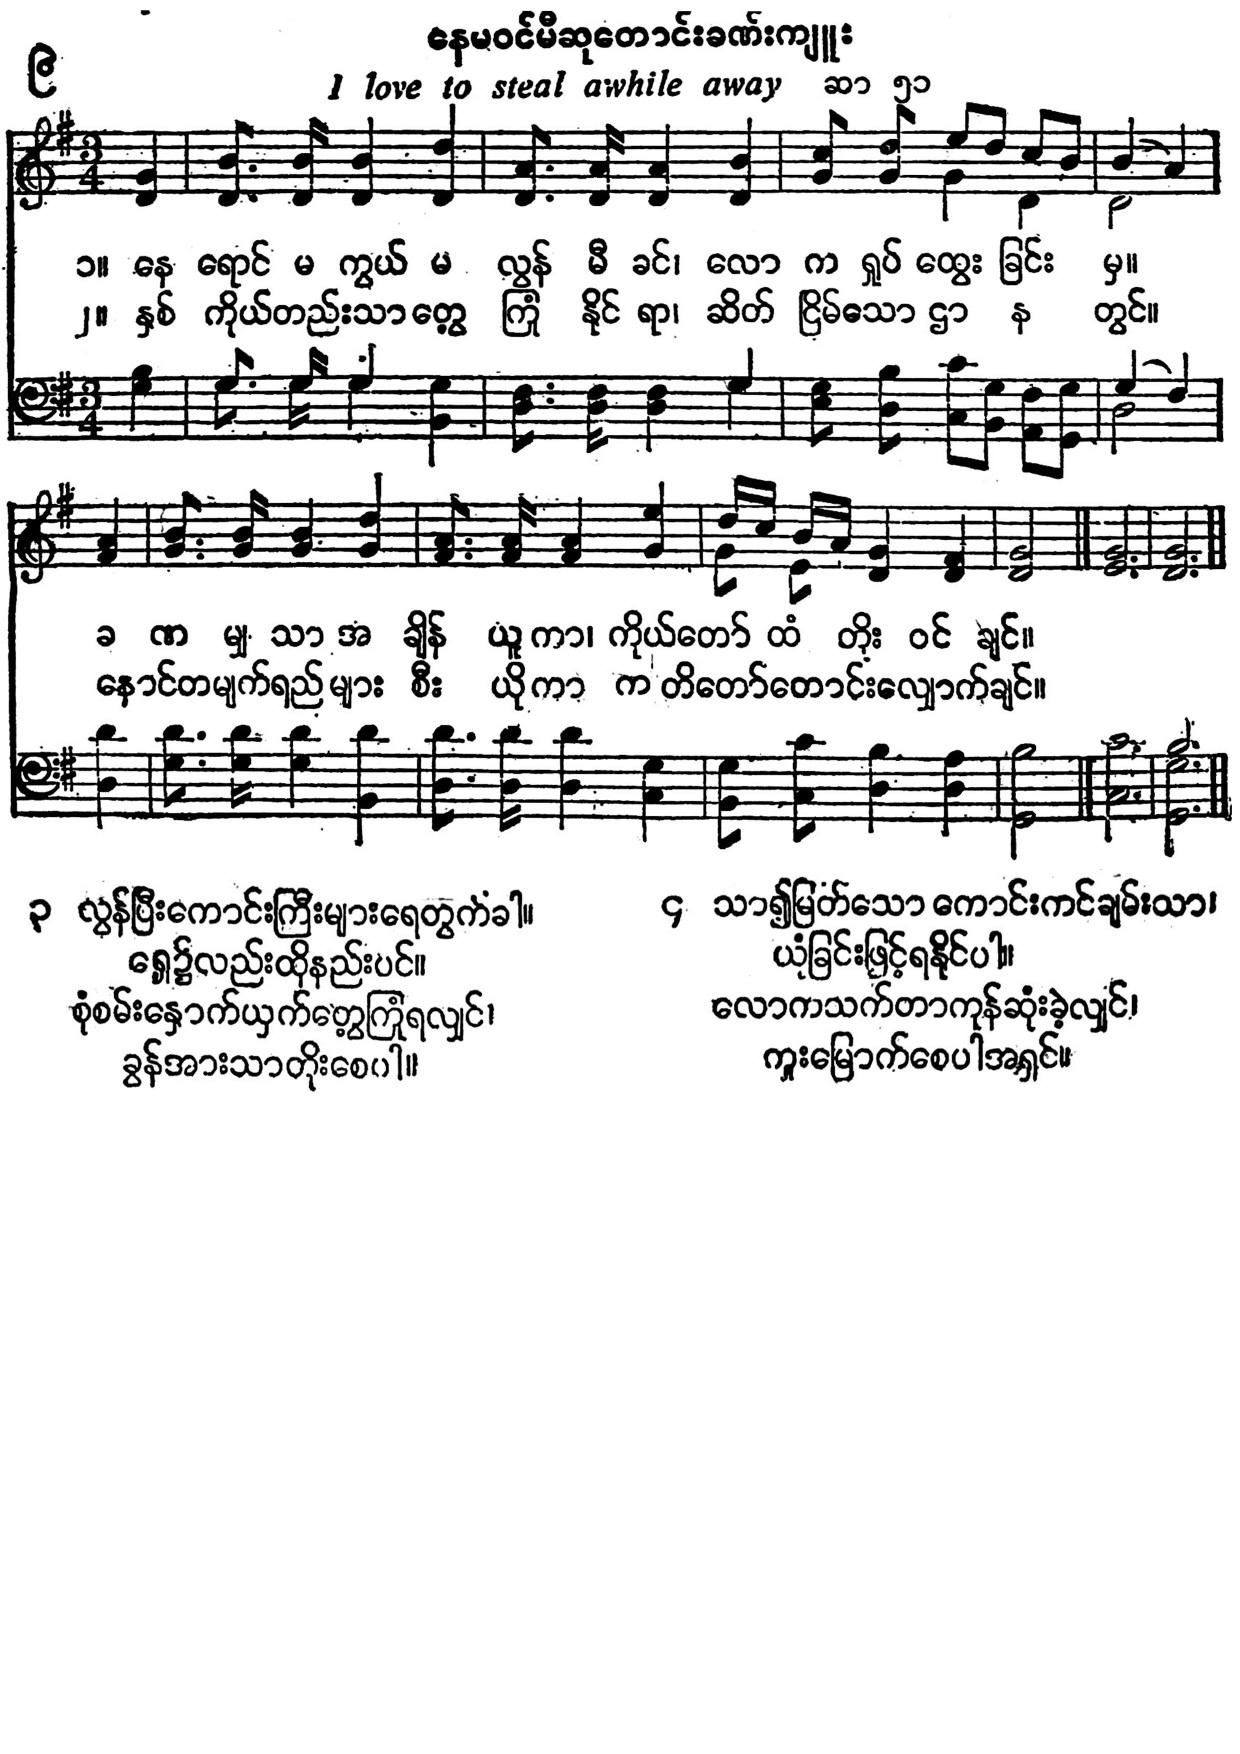 နေမဝင်မီဆုတောင်းခဏ်းကျူး
၉
I love to steal awhile away ဆာ ၅၁
၁။ နေ ရောင် မ ကွယ် မ လွန် မီ ခင်၊ လော က ရှုပ် ထွေး ခြင်း မှ။
၂။ နှစ် ကိုယ်တည်းသာတွေ့ ကြုံ နိုင် ရာ၊ ဆိတ် ငြိမ်သော ဌာ န တွင်။
ခ ဏ မျှ သာ အ ချိန် ယူ ကာ၊ ကိုယ်တော် ထံ တိုး ဝင် ချင်။
နှောင်တမျက်ရည် များ စီး ယို ကာ က တိတော်တောင်းလျှောက်ချင်။
၃ လွန်ပြီးကောင်းကြီးများရေတွက်ခါ။
ရှေ့၌လည်းထိုနည်းပင်။
စုံစမ်းနှောက်ယှက်တွေ့ကြုံရလျှင်၊
ခွန်အားသာတိုးစေပါ။
၄ သာ၍မြတ်သော ကောင်းကင်ချမ်းသာ၊
ယုံခြင်းဖြင့်ရနိုင်ပါ။
လောကသက်တာကုန်ဆုံးခဲ့လျှင်၊
ကူးမြောက်စေပါအရှင်။